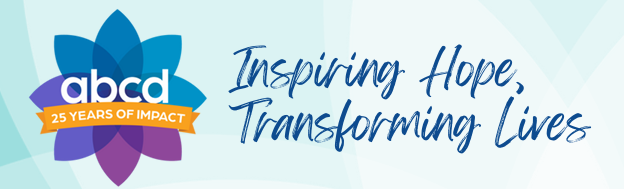 abcd
25 YEARS OF IMPACT
Inspiring Hope,
Transforming Lives